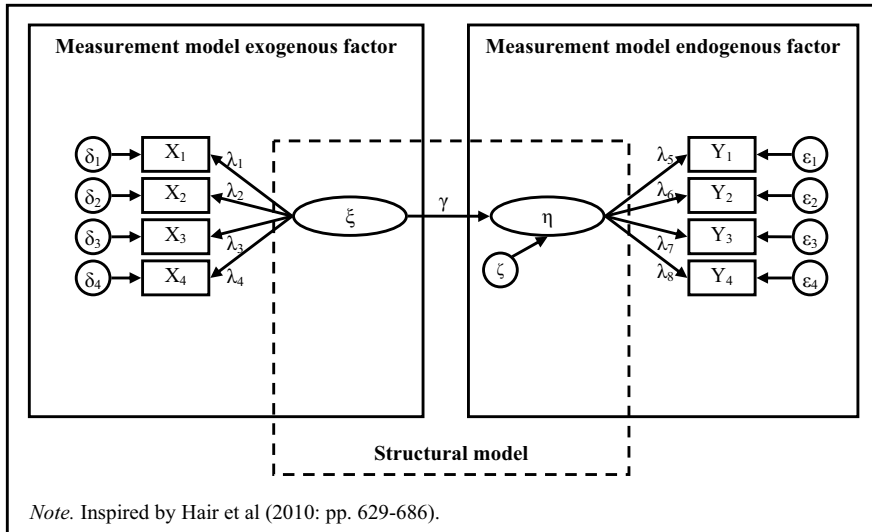 Measurement model exogenous factor
Measurement model endogenous factor
δ₁ X₁ λ₁ λ₅ Y₁ ε₁
δ₂ X₂ λ₂ λ₆ Y₂ ε₂
ξ γ η
δ₃ X₃ λ₃ λ₇ Y₃ ε₃
δ₄ X₄ λ₄ ζ λ₈ Y₄ ε₄
Structural model
Note. Inspired by Hair et al (2010: pp. 629-686).